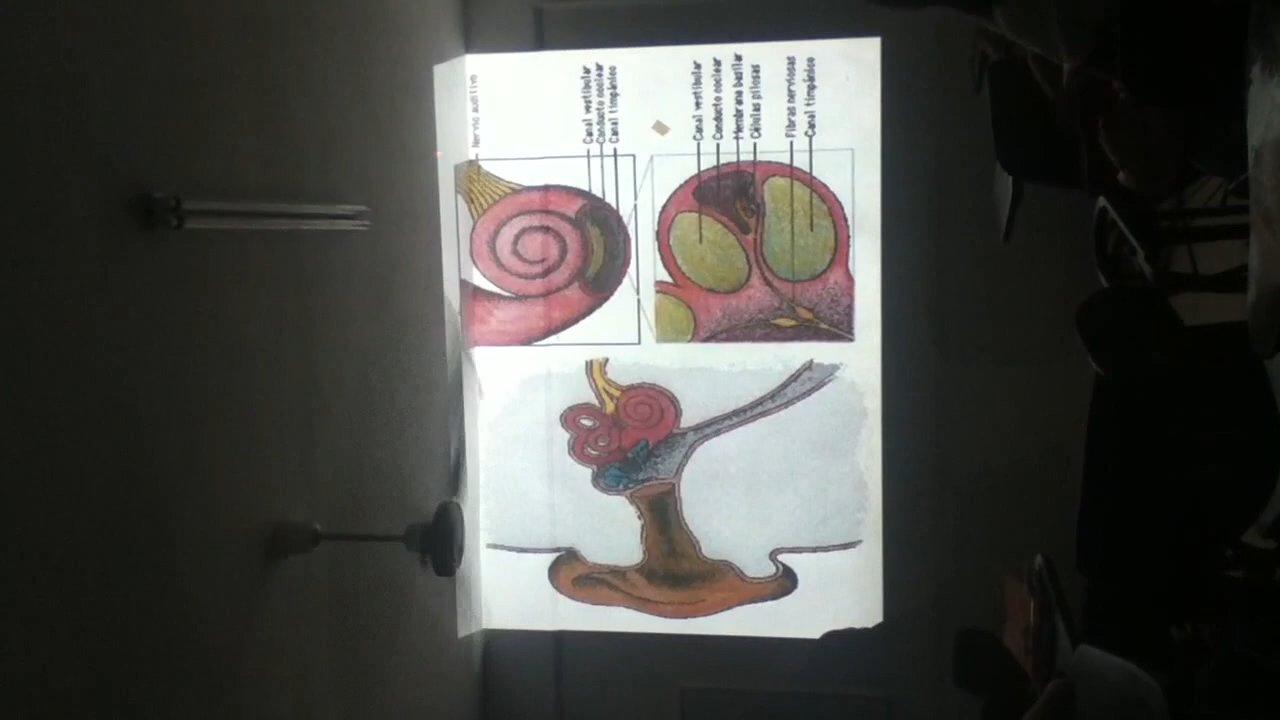 Nervio auditivo
Canal vestibular
Conducto coclear
Canal timpánico
Canal vestibular
Conducto coclear
Membrana basilar
Células pilosas
Fibras nerviosas
Canal timpánico